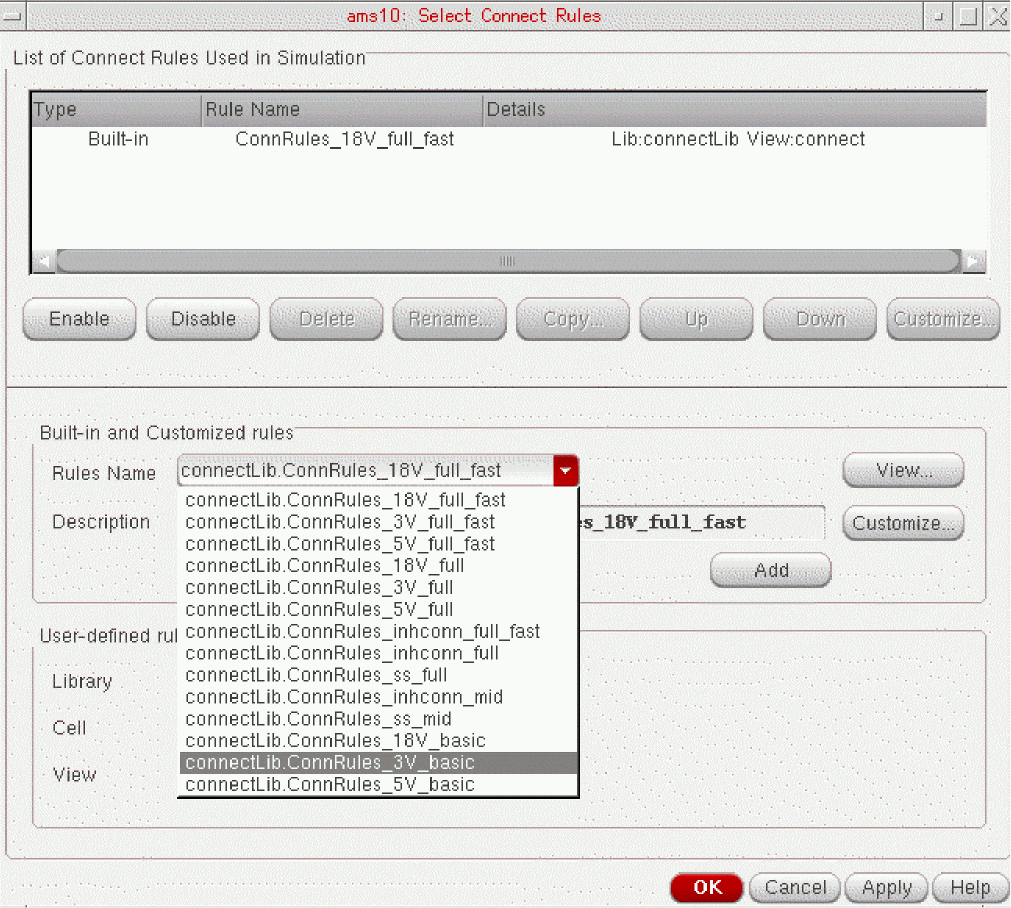 ams10: Select Connect Rules
List of Connect Rules Used in Simulation
Type Rule Name Details
Built-in ConnRules_18V_full_fast Lib:connectLib View:connect
Enable Disable Delete Rename... Copy... Up Down Customize...
Built-in and Customized rules
Rules Name connectLib.ConnRules_18V_full_fast View...
connectLib.ConnRules_18V_full_fast
Description connectLib.ConnRules_3V_full_fast es_18V_full_fast Customize...
connectLib.ConnRules_5V_full_fast
connectLib.ConnRules_18V_full Add
connectLib.ConnRules_3V_full
connectLib.ConnRules_5V_full
connectLib.ConnRules_inhconn_full_fast
User-defined rul
connectLib.ConnRules_inhconn_full
Library connectLib.ConnRules_ss_full
connectLib.ConnRules_inhconn_mid
connectLib.ConnRules_ss_mid
Cell
connectLib.ConnRules_18V_basic
connectLib.ConnRules_3V_basic
View
connectLib.ConnRules_5V_basic
OK Cancel Apply Help